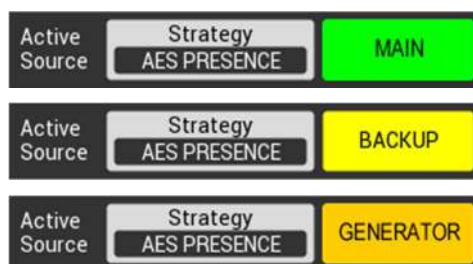 Active Source
Strategy
AES PRESENCE
MAIN
Active Source
Strategy
AES PRESENCE
BACKUP
Active Source
Strategy
AES PRESENCE
GENERATOR